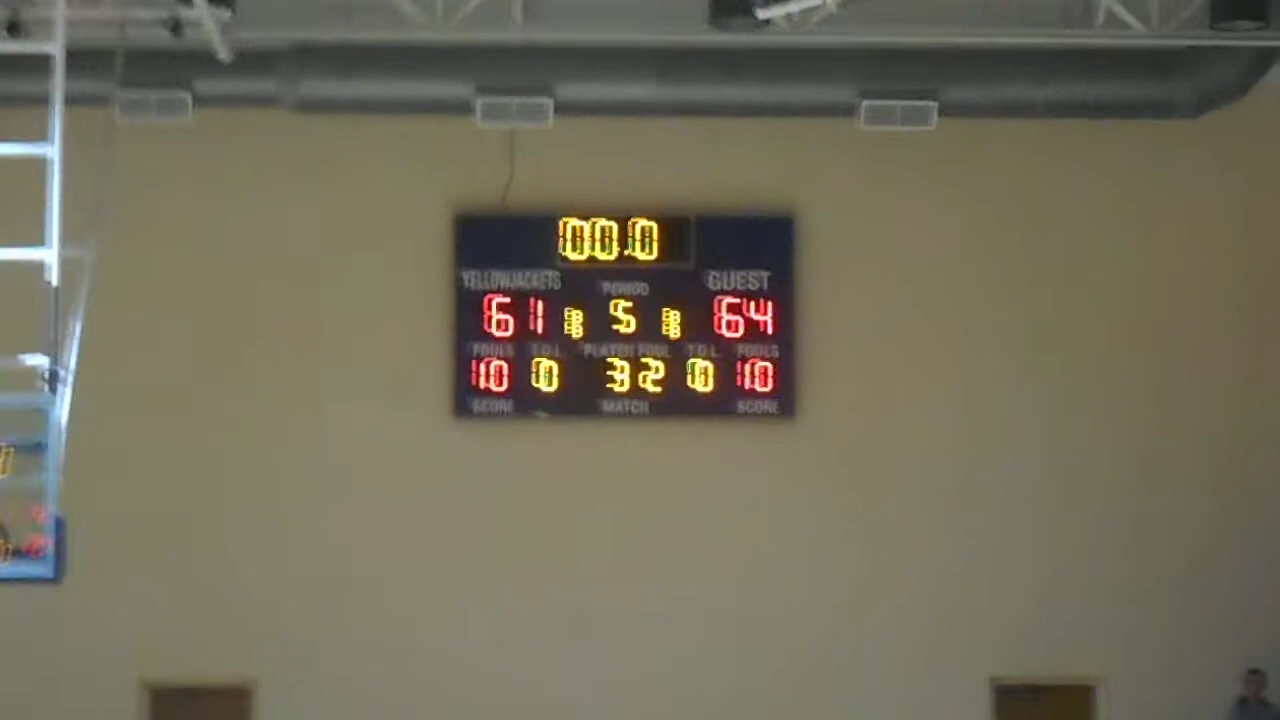 00.0
YELLOWJACKETS PERIOD GUEST
61 B 5 B 64
FOULS T.O.L. PLAYER FOUL T.O.L. FOULS
10 0 32 0 10
SCORE MATCH SCORE